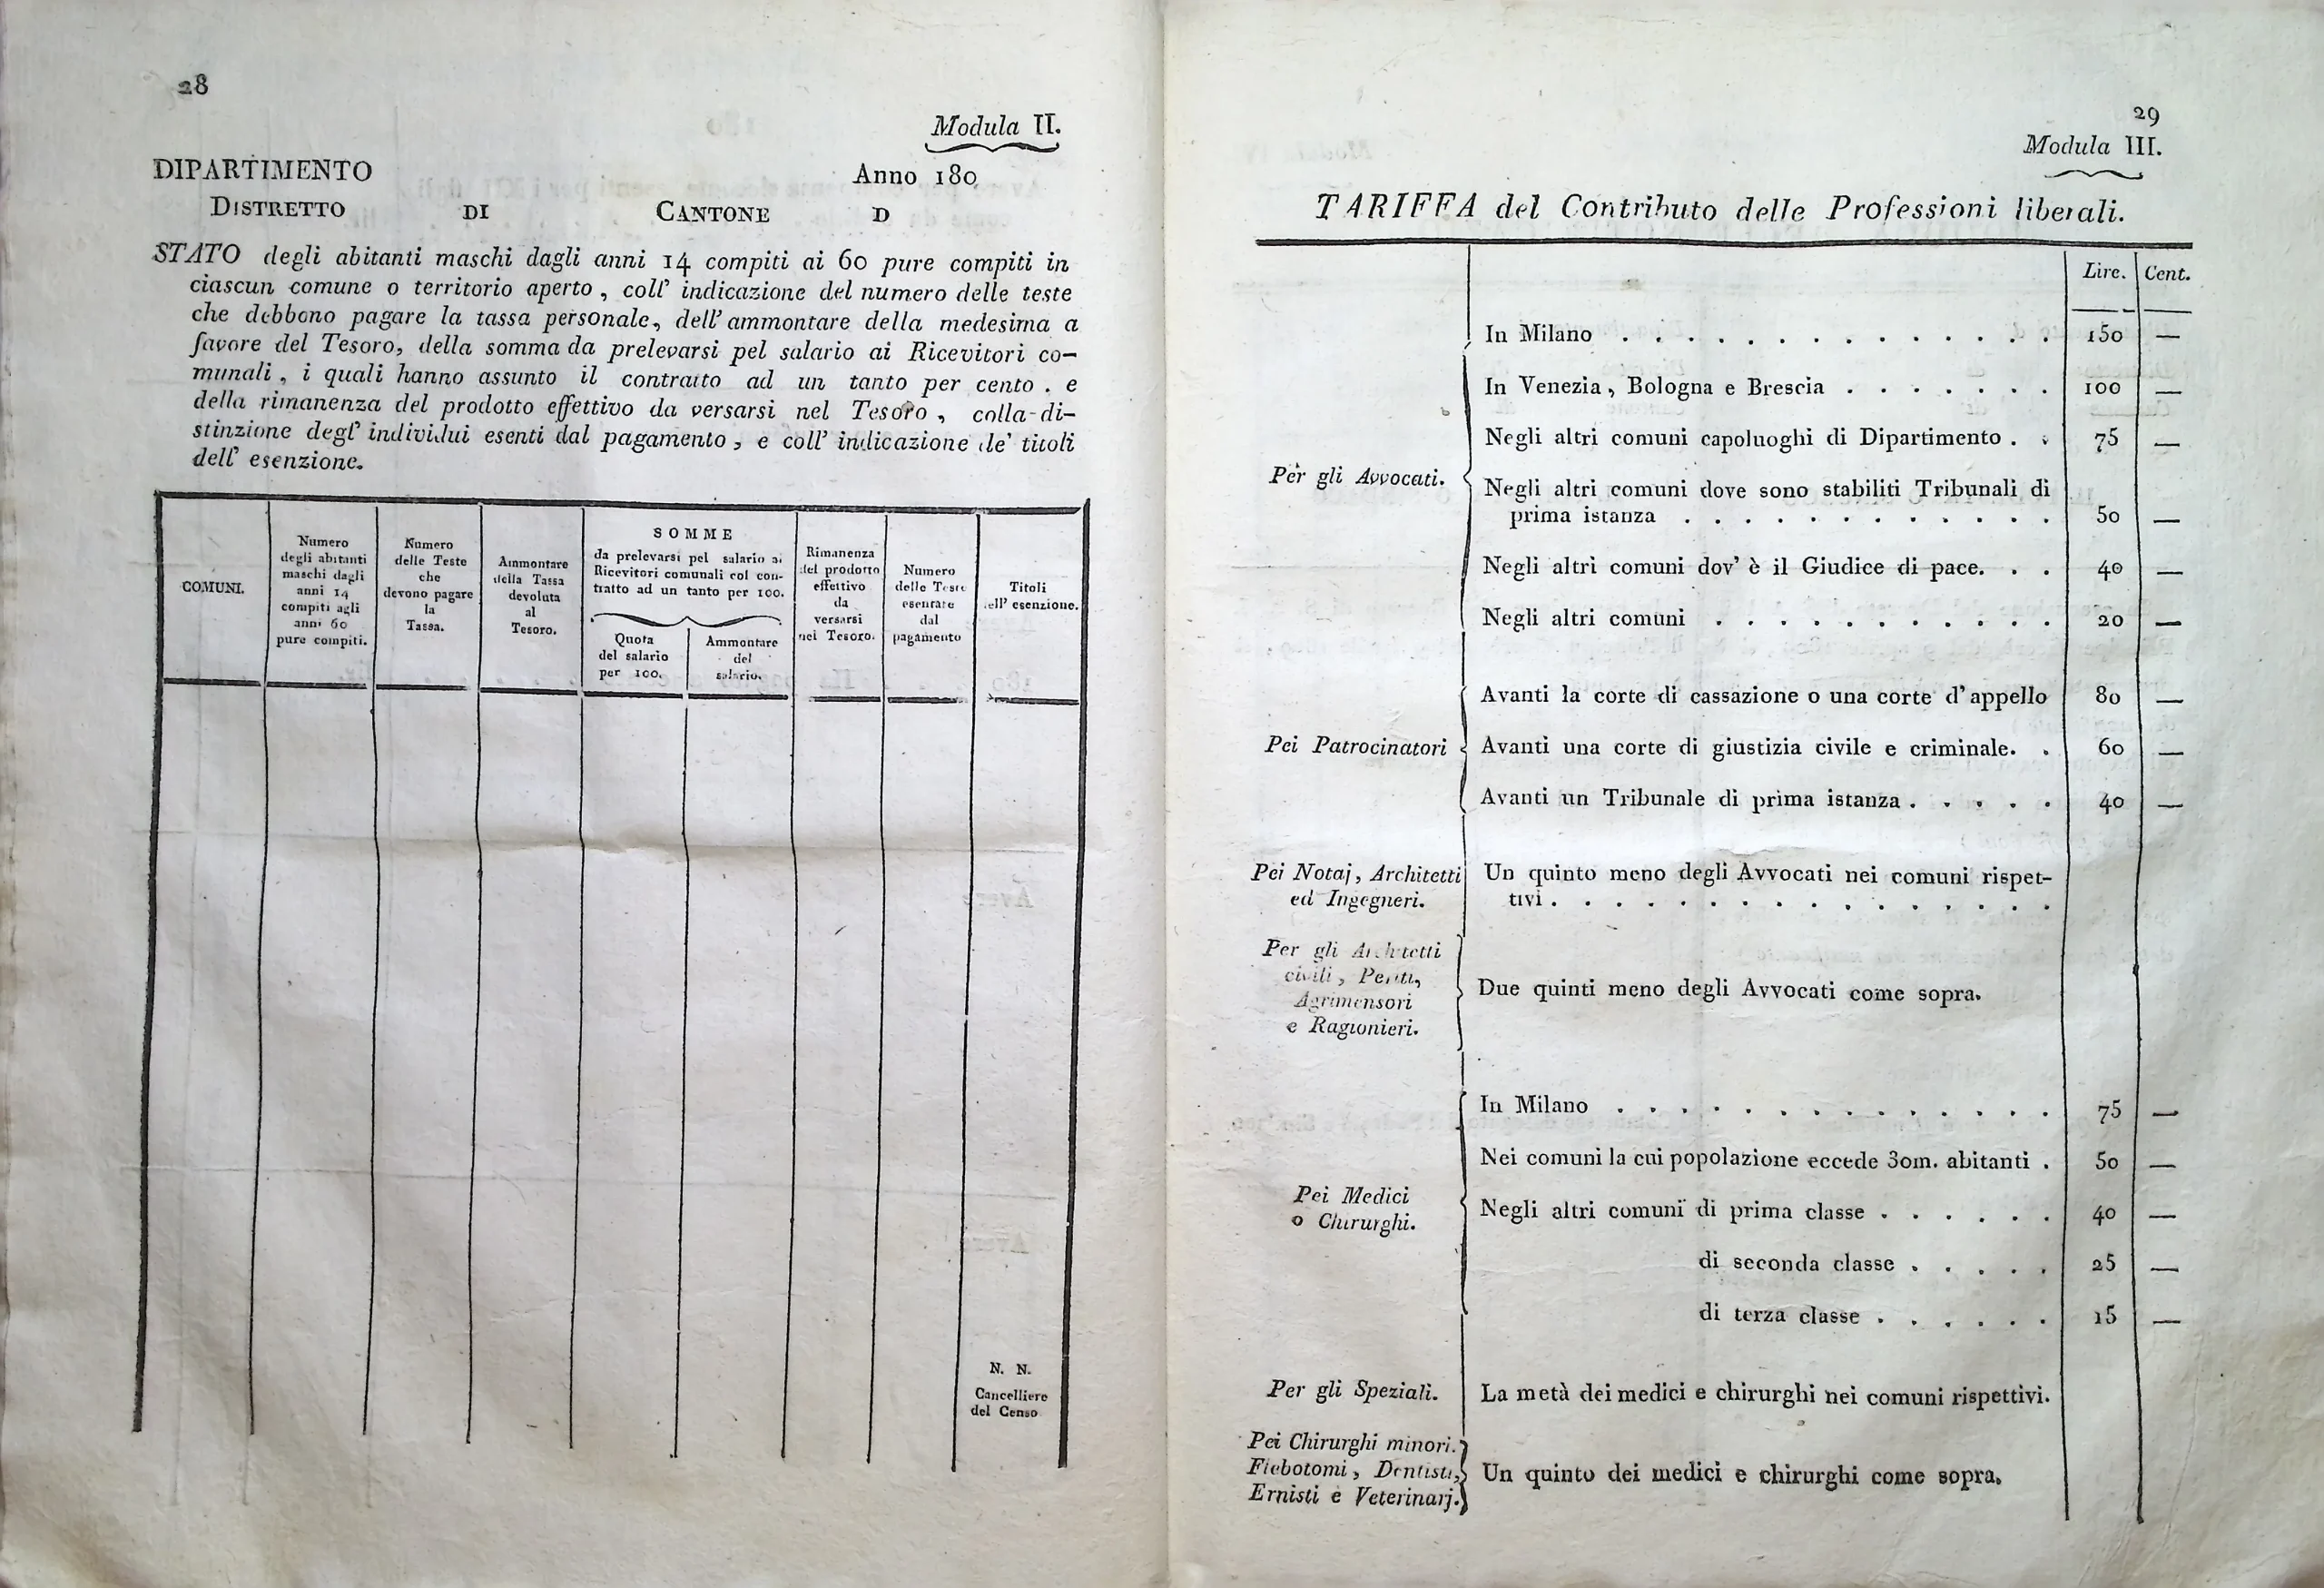 28
Modula II.
DIPARTIMENTO Anno 180
DISTRETTO DI CANTONE D
STATO degli abitanti maschi dagli anni 14 compiti ai 60 pure compiti in
ciascun comune o territorio aperto, coll' indicazione del numero delle teste
che debbono pagare la tassa personale, dell' ammontare della medesima a
favore del Tesoro, della somma da prelevarsi pel salario ai Ricevitori co-
munali, i quali hanno assunto il contratto ad un tanto per cento. e
della rimanenza del prodotto effettivo da versarsi nel Tesoro, colla di-
stinzione degl' individui esenti dal pagamento, e coll' indicazione de' titoli
dell' esenzione.
COMUNI.
Numero
degli abitanti
maschi dagli
anni 14
compiti agli
anni 60
pure compiti.
Numero
delle Teste
che
devono pagare
la
Tassa.
Ammontare
della Tassa
devoluta
al
Tesoro.
SOMME
da prelevarsi pel salario ai
Ricevitori comunali col con-
tratto ad un tanto per 100.
Quota
del salario
per 100.
Ammontare
del
salario.
Rimanenza
del prodotto
effettivo
da
versarsi
nel Tesoro.
Numero
delle Teste
esentate
dal
pagamento
Titoli
dell' esenzione.
N. N.
Cancelliere
del Censo
29
Modula III.
TARIFFA del Contributo delle Professioni liberali.
Lire. Cent.
Per gli Avvocati.
In Milano . . . . . . . . . . . . . . 150 —
In Venezia, Bologna e Brescia . . . . . . . 100 —
Negli altri comuni capoluoghi di Dipartimento . . 75 —
Negli altri comuni dove sono stabiliti Tribunali di
prima istanza . . . . . . . . . . . . 50 —
Negli altri comuni dov' è il Giudice di pace. . . 40 —
Negli altri comuni . . . . . . . . . . . 20 —
Pei Patrocinatori
Avanti la corte di cassazione o una corte d' appello 80 —
Avanti una corte di giustizia civile e criminale. . 60 —
Avanti un Tribunale di prima istanza . . . . . 40 —
Pei Notaj, Architetti
ed Ingegneri.
Un quinto meno degli Avvocati nei comuni rispet-
tivi . . . . . . . . . . . . . . . .
Per gli Architetti
civili, Periti,
Agrimensori
e Ragionieri.
Due quinti meno degli Avvocati come sopra.
Pei Medici
o Chirurghi.
In Milano . . . . . . . . . . . . . . 75 —
Nei comuni la cui popolazione eccede 30m. abitanti . 50 —
Negli altri comuni di prima classe . . . . . . 40 —
di seconda classe . . . . . 25 —
di terza classe . . . . . . 15 —
Per gli Speziali.
La metà dei medici e chirurghi nei comuni rispettivi.
Pei Chirurghi minori.
Flebotomi, Dentisti,
Ernisti e Veterinarj.
Un quinto dei medici e chirurghi come sopra.